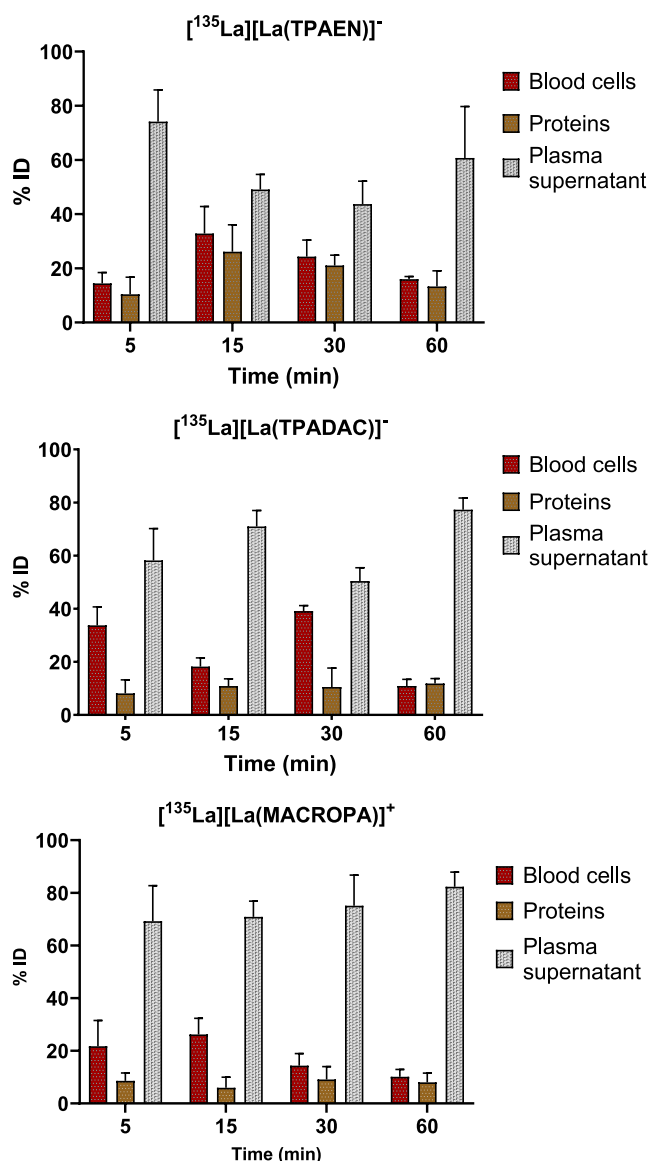 [¹³⁵La][La(TPAEN)]⁻
100
80
60
40
20
0
% ID
5 15 30 60
Time (min)
Blood cells
Proteins
Plasma
supernatant
[¹³⁵La][La(TPADAC)]⁻
100
80
60
40
20
0
% ID
5 15 30 60
Time (min)
Blood cells
Proteins
Plasma
supernatant
[¹³⁵La][La(MACROPA)]⁺
100
80
60
40
20
0
% ID
5 15 30 60
Time (min)
Blood cells
Proteins
Plasma
supernatant